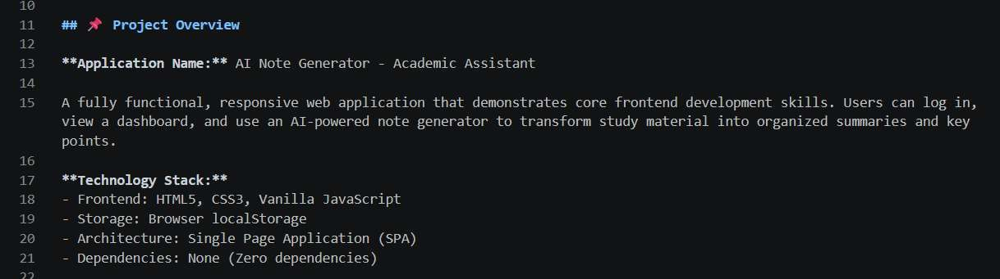 10
11 ## 📌 Project Overview
12
13 **Application Name:** AI Note Generator - Academic Assistant
14
15 A fully functional, responsive web application that demonstrates core frontend development skills. Users can log in,
view a dashboard, and use an AI-powered note generator to transform study material into organized summaries and key
points.
16
17 **Technology Stack:**
18 - Frontend: HTML5, CSS3, Vanilla JavaScript
19 - Storage: Browser localStorage
20 - Architecture: Single Page Application (SPA)
21 - Dependencies: None (Zero dependencies)
22